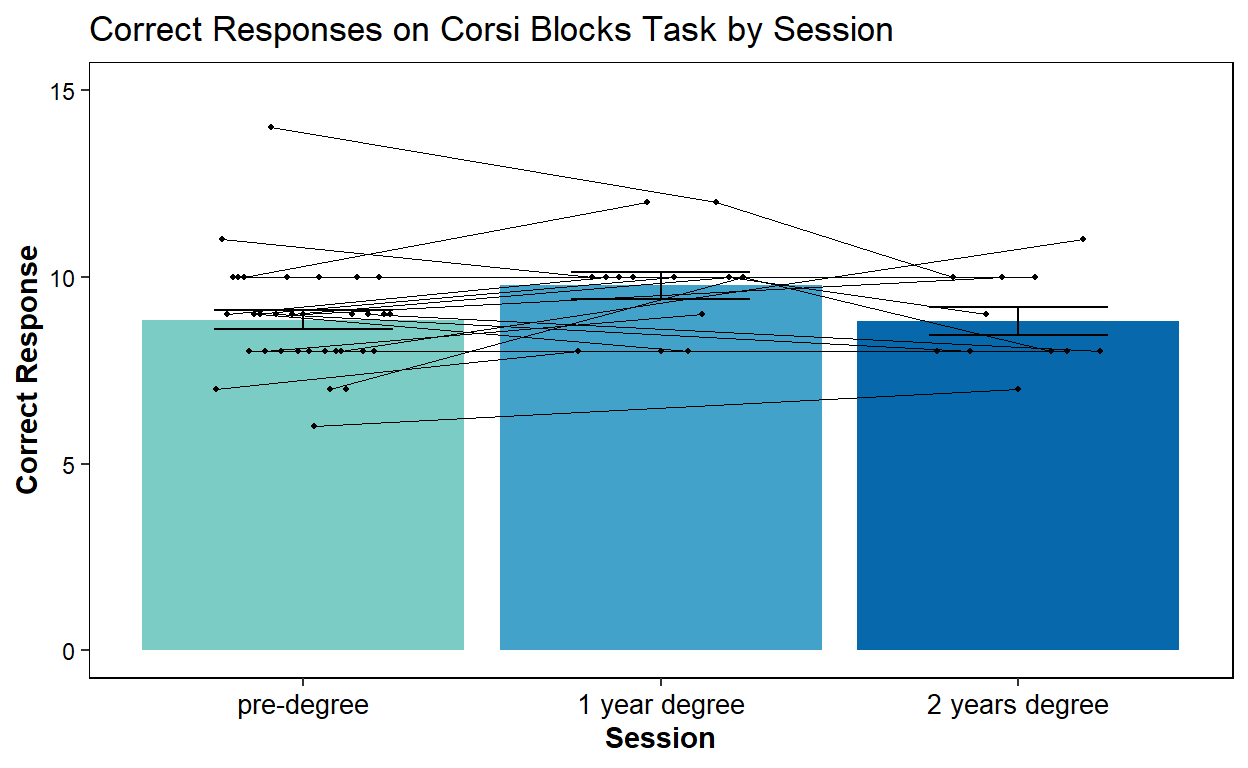 Correct Responses on Corsi Blocks Task by Session
15
10
5
0
Correct Response
pre-degree
1 year degree
2 years degree
Session